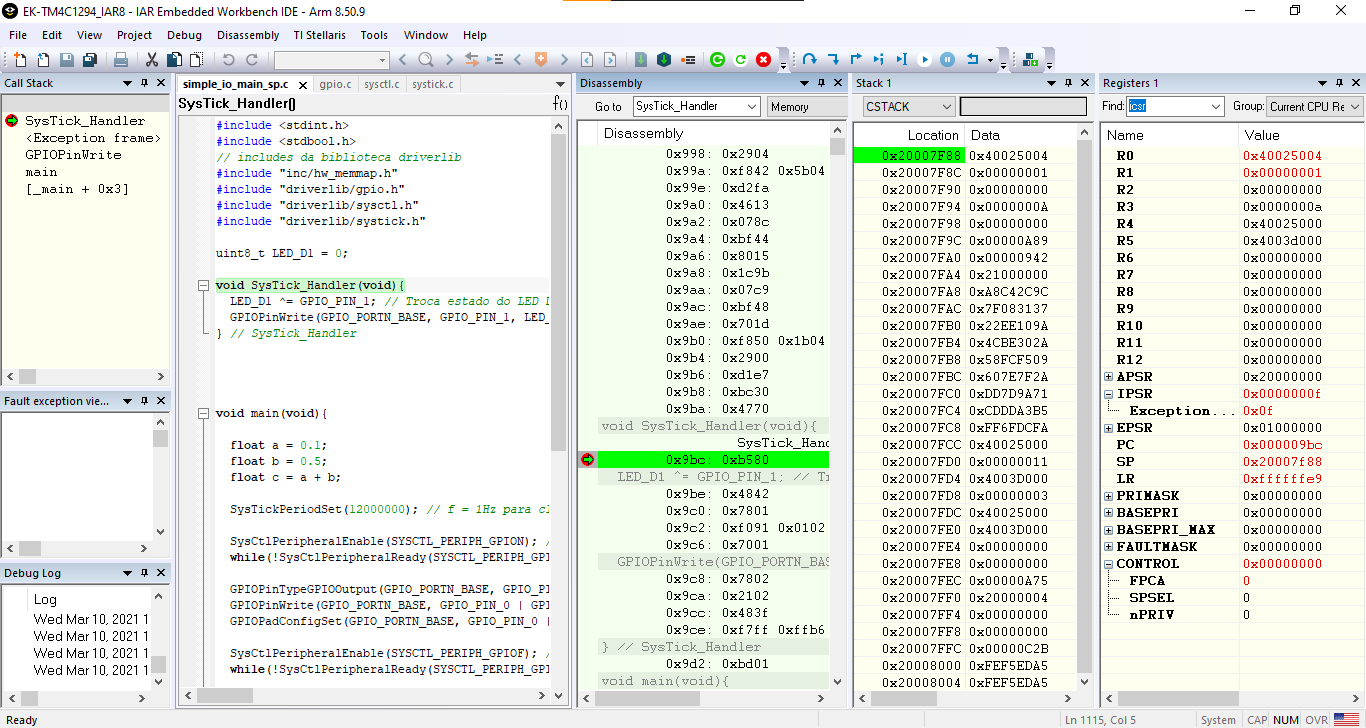 EK-TM4C1294_IAR8 - IAR Embedded Workbench IDE - Arm 8.50.9
File Edit View Project Debug Disassembly TI Stellaris Tools Window Help
Call Stack
SysTick_Handler
<Exception frame>
GPIOPinWrite
main
[_main + 0x3]
Fault exception vie...
Debug Log
Log
Wed Mar 10, 2021 1
Wed Mar 10, 2021 1
Wed Mar 10, 2021 1
Wed Mar 10, 2021 1
simple_io_main_sp.c gpio.c sysctl.c systick.c
SysTick_Handler() f()
#include <stdint.h>
#include <stdbool.h>
// includes da biblioteca driverlib
#include "inc/hw_memmap.h"
#include "driverlib/gpio.h"
#include "driverlib/sysctl.h"
#include "driverlib/systick.h"
uint8_t LED_D1 = 0;
void SysTick_Handler(void){
LED_D1 ^= GPIO_PIN_1; // Troca estado do LED
GPIOPinWrite(GPIO_PORTN_BASE, GPIO_PIN_1, LED_
} // SysTick_Handler
void main(void){
float a = 0.1;
float b = 0.5;
float c = a + b;
SysTickPeriodSet(12000000); // f = 1Hz para cl
SysCtlPeripheralEnable(SYSCTL_PERIPH_GPION); /
while(!SysCtlPeripheralReady(SYSCTL_PERIPH_GPI
GPIOPinTypeGPIOOutput(GPIO_PORTN_BASE, GPIO_PI
GPIOPinWrite(GPIO_PORTN_BASE, GPIO_PIN_0 | GPI
GPIOPadConfigSet(GPIO_PORTN_BASE, GPIO_PIN_0 |
SysCtlPeripheralEnable(SYSCTL_PERIPH_GPIOF); /
while(!SysCtlPeripheralReady(SYSCTL_PERIPH_GPI
Disassembly
Go to SysTick_Handler Memory
Disassembly
0x998: 0x2904
0x99a: 0xf842 0x5b04
0x99e: 0xd2fa
0x9a0: 0x4613
0x9a2: 0x078c
0x9a4: 0xbf44
0x9a6: 0x8015
0x9a8: 0x1c9b
0x9aa: 0x07c9
0x9ac: 0xbf48
0x9ae: 0x701d
0x9b0: 0xf850 0x1b04
0x9b4: 0x2900
0x9b6: 0xd1e7
0x9b8: 0xbc30
0x9ba: 0x4770
void SysTick_Handler(void){
SysTick_Hand
0x9bc: 0xb580
LED_D1 ^= GPIO_PIN_1; // Tr
0x9be: 0x4842
0x9c0: 0x7801
0x9c2: 0xf091 0x0102
0x9c6: 0x7001
GPIOPinWrite(GPIO_PORTN_BAS
0x9c8: 0x7802
0x9ca: 0x2102
0x9cc: 0x483f
0x9ce: 0xf7ff 0xffb6
} // SysTick_Handler
0x9d2: 0xbd01
void main(void){
Stack 1
CSTACK
Location Data
0x20007F88 0x40025004
0x20007F8C 0x00000001
0x20007F90 0x00000000
0x20007F94 0x0000000A
0x20007F98 0x00000000
0x20007F9C 0x00000A89
0x20007FA0 0x00000942
0x20007FA4 0x21000000
0x20007FA8 0xA8C42C9C
0x20007FAC 0x7F083137
0x20007FB0 0x22EE109A
0x20007FB4 0x4CBE302A
0x20007FB8 0x58FCF509
0x20007FBC 0x607E7F2A
0x20007FC0 0xDD7D9A71
0x20007FC4 0xCDDDA3B5
0x20007FC8 0xFF6FDCFA
0x20007FCC 0x40025000
0x20007FD0 0x00000011
0x20007FD4 0x4003D000
0x20007FD8 0x00000003
0x20007FDC 0x40025000
0x20007FE0 0x4003D000
0x20007FE4 0x00000000
0x20007FE8 0x00000000
0x20007FEC 0x00000A75
0x20007FF0 0x20000004
0x20007FF4 0x00000000
0x20007FF8 0x00000000
0x20007FFC 0x00000C2B
0x20008000 0xFEF5EDA5
0x20008004 0xFEF5EDA5
Registers 1
Find: icsr Group: Current CPU Re
Name Value
R0 0x40025004
R1 0x00000001
R2 0x00000000
R3 0x0000000a
R4 0x40025000
R5 0x4003d000
R6 0x00000000
R7 0x00000000
R8 0x00000000
R9 0x00000000
R10 0x00000000
R11 0x00000000
R12 0x00000000
APSR 0x20000000
IPSR 0x0000000f
Exception... 0x0f
EPSR 0x01000000
PC 0x000009bc
SP 0x20007f88
LR 0xffffffe9
PRIMASK 0x00000000
BASEPRI 0x00000000
BASEPRI_MAX 0x00000000
FAULTMASK 0x00000000
CONTROL 0x00000000
FPCA 0
SPSEL 0
nPRIV 0
Ready Ln 1115, Col 5 System CAP NUM OVR